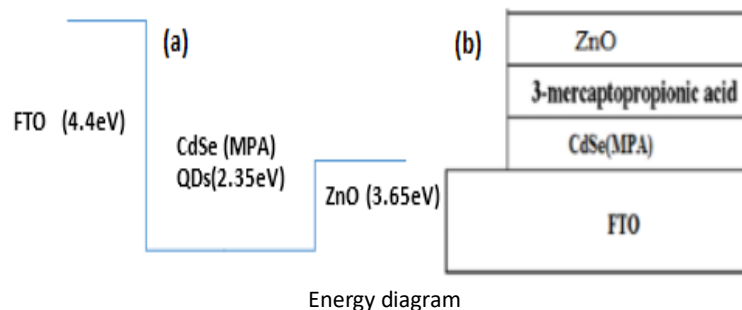 (a)
FTO (4.4eV)
CdSe (MPA)
QDs(2.35eV)
ZnO (3.65eV)
(b)
ZnO
3-mercaptopropionic acid
CdSe(MPA)
FTO
Energy diagram